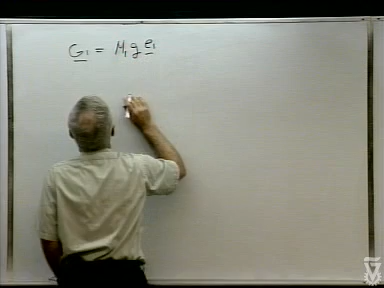 G₁ = M₁ g e₁